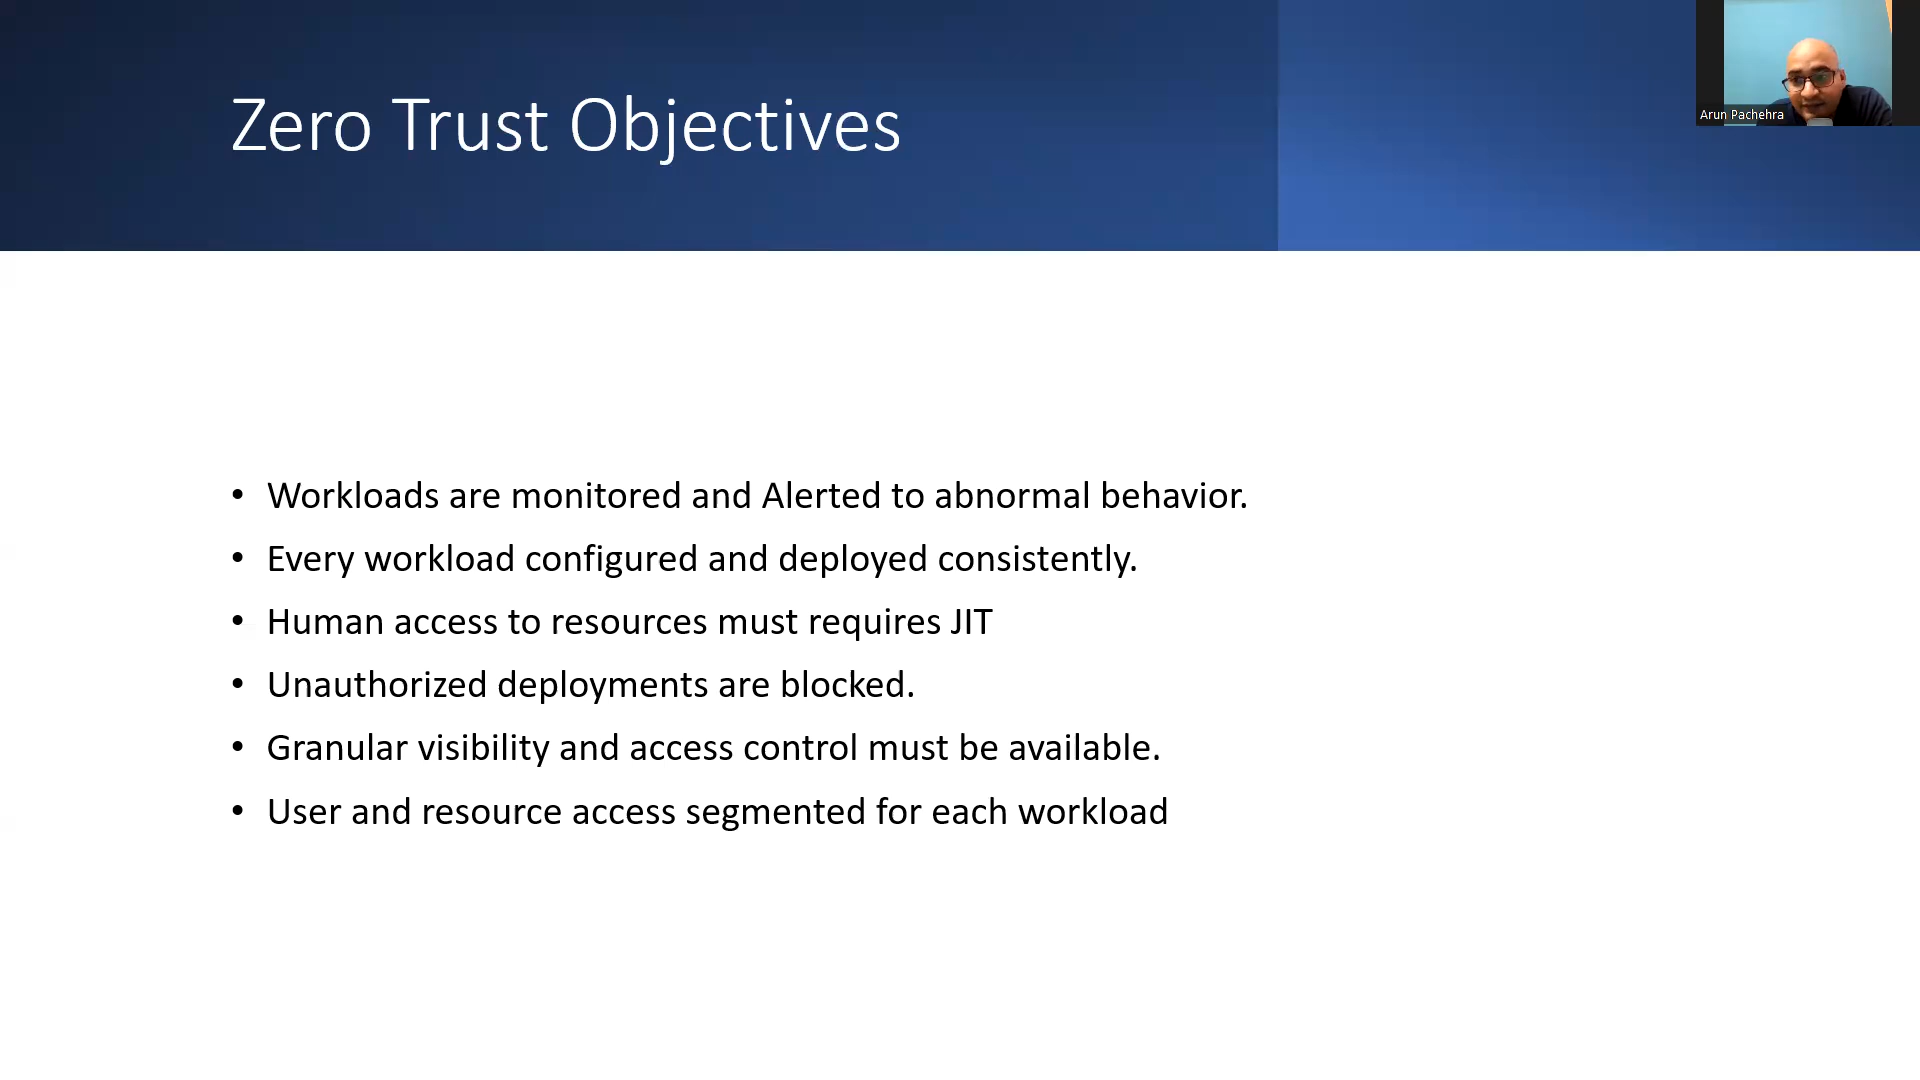 Zero Trust Objectives
Arun Pachehra
• Workloads are monitored and Alerted to abnormal behavior.
• Every workload configured and deployed consistently.
• Human access to resources must requires JIT
• Unauthorized deployments are blocked.
• Granular visibility and access control must be available.
• User and resource access segmented for each workload